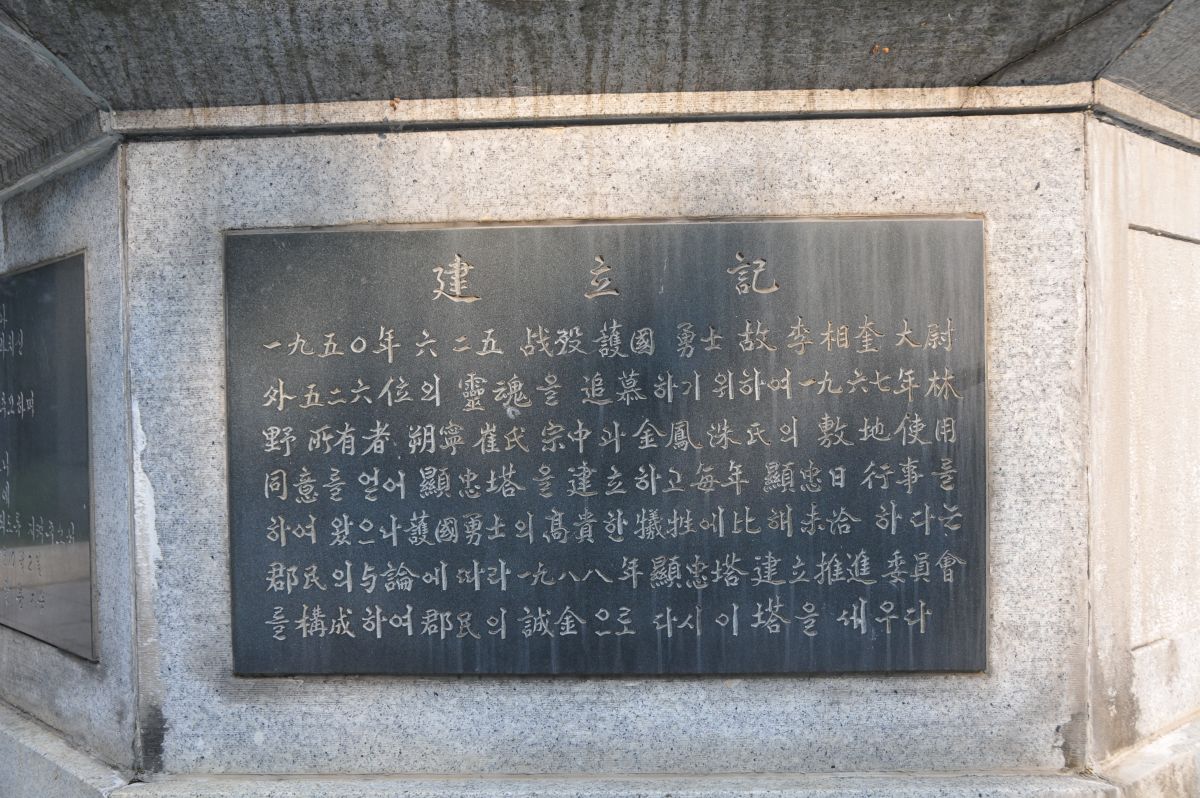 建立記
一九五〇年 六 二五 战殁護國 勇士 故 李相奎大尉
外五二六位의 靈魂을 追慕하기 위하여 一九六七年 林
野 所有者 朔寧崔氏 宗中과 金鳳洙氏의 敷地使用
同意를 얻어 顯忠塔을 建立하고 每年 顯忠日 行事를
하여 왔으나 護國勇士의 高貴한 犧牲에 比해 未洽 하다는
郡民의 与論에 따라 一九八八年 顯忠塔建立推進委員會
를 構成하여 郡民의 誠金으로 다시 이 塔을 세우다